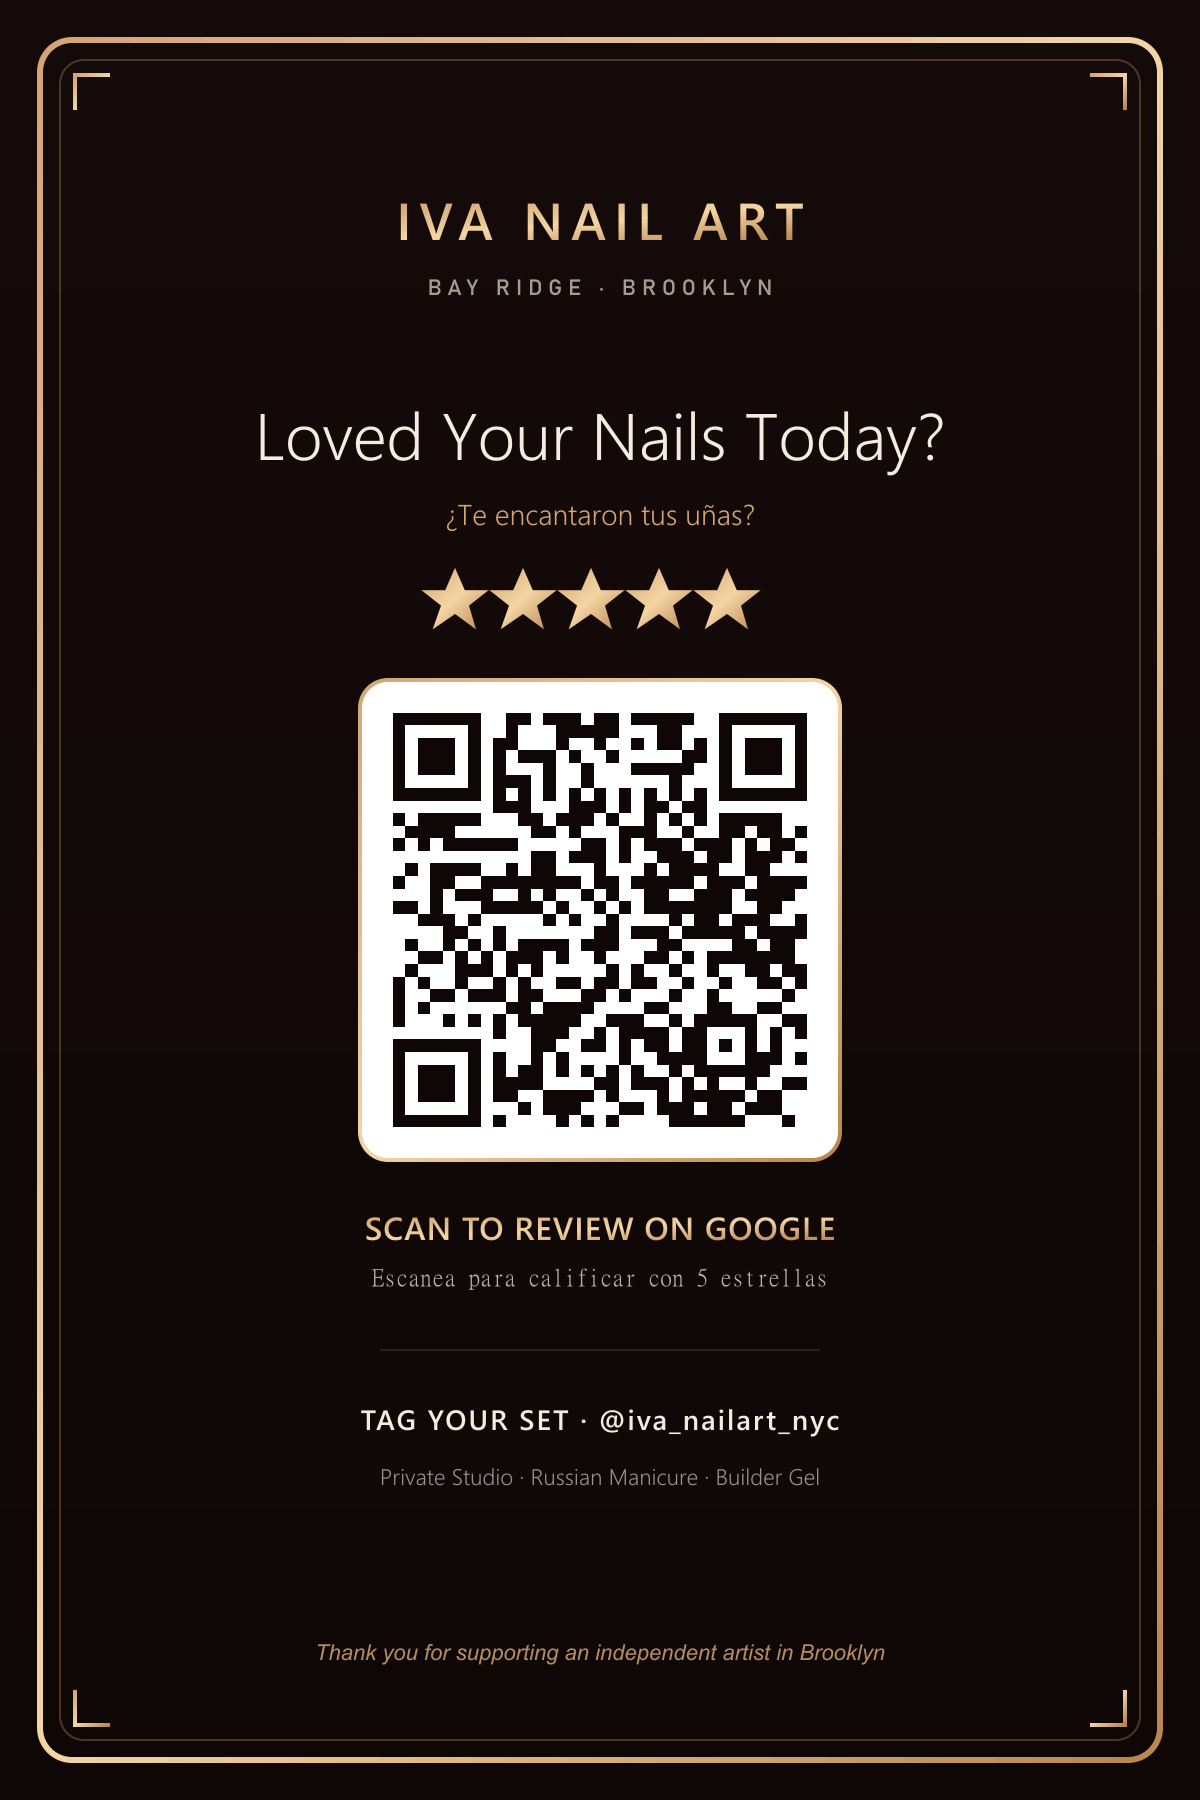 IVA NAIL ART
BAY RIDGE · BROOKLYN
Loved Your Nails Today?
¿Te encantaron tus uñas?
SCAN TO REVIEW ON GOOGLE
Escanea para calificar con 5 estrellas
TAG YOUR SET · @iva_nailart_nyc
Private Studio · Russian Manicure · Builder Gel
Thank you for supporting an independent artist in Brooklyn